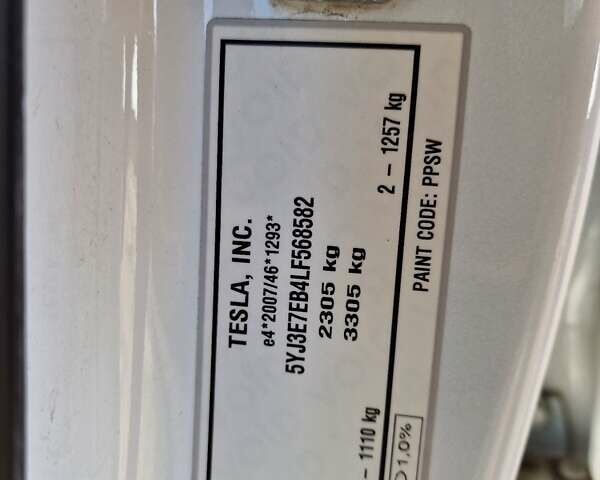 TESLA, INC.
e4*2007/46*1293*
5YJ3E7EB4LF568582
2305 kg
3305 kg
- 1110 kg
2 - 1257 kg
1,0%
PAINT CODE: PPSW